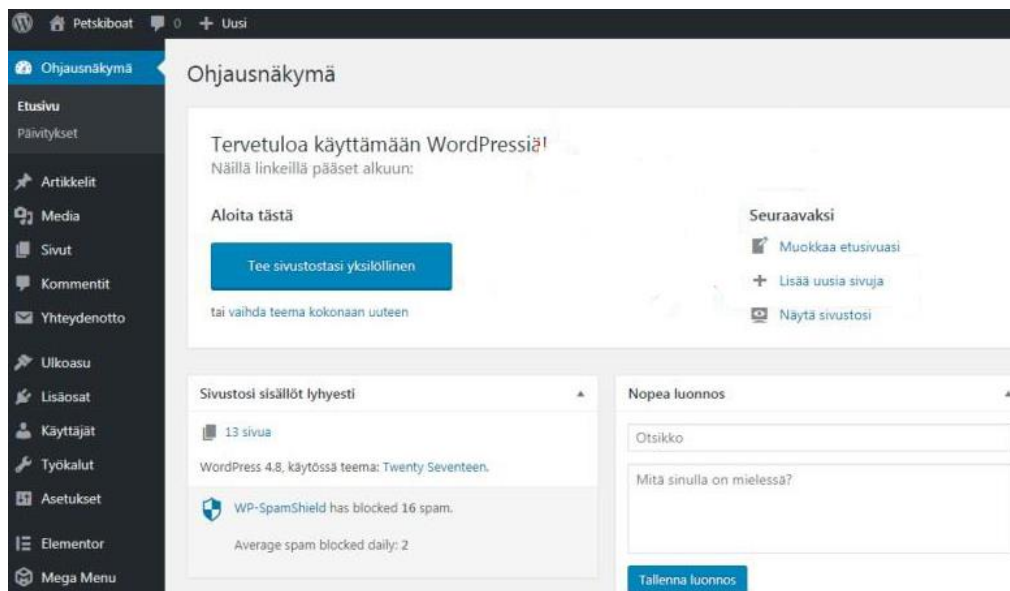 Petskiboat 0 + Uusi
Ohjausnäkymä
Etusivu
Päivitykset
Artikkelit
Media
Sivut
Kommentit
Yhteydenotto
Ulkoasu
Lisäosat
Käyttäjät
Työkalut
Asetukset
Elementor
Mega Menu
Ohjausnäkymä
Tervetuloa käyttämään WordPressiä!
Näillä linkeillä pääset alkuun:
Aloita tästä
Tee sivustostasi yksilöllinen
tai vaihda teema kokonaan uuteen
Seuraavaksi
Muokkaa etusivuasi
Lisää uusia sivuja
Näytä sivustosi
Sivustosi sisällöt lyhyesti
13 sivua
WordPress 4.8, käytössä teema: Twenty Seventeen.
WP-SpamShield has blocked 16 spam.
Average spam blocked daily: 2
Nopea luonnos
Otsikko
Mitä sinulla on mielessä?
Tallenna luonnos